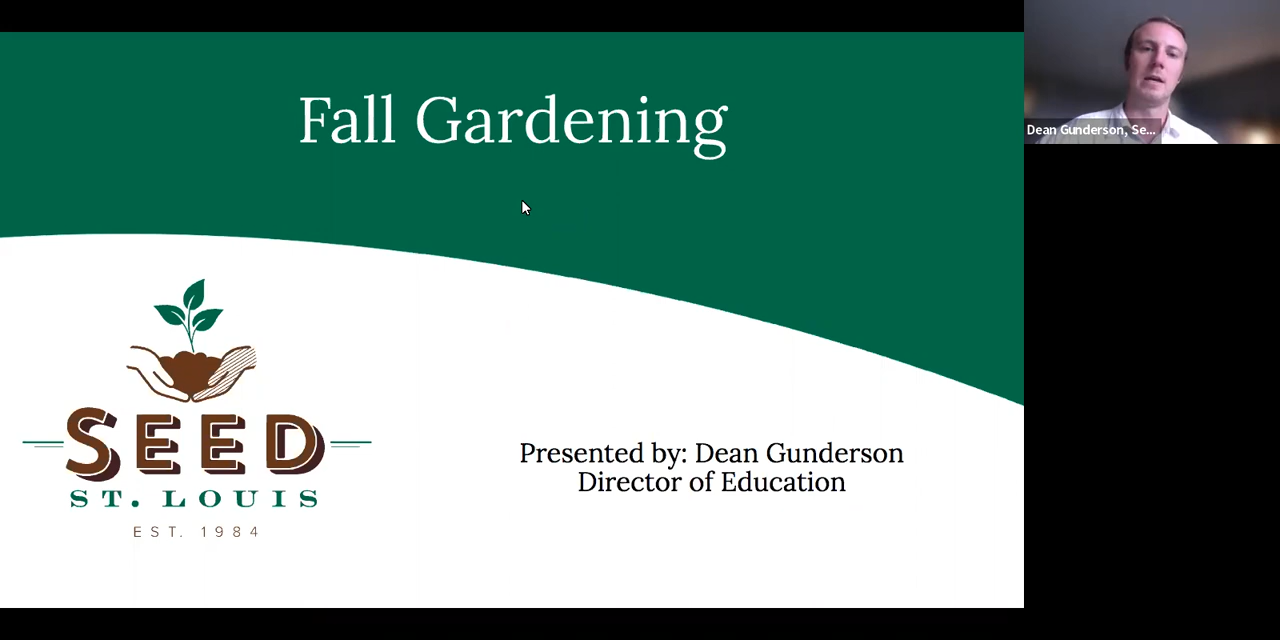 Fall Gardening
Dean Gunderson, Se...
SEED
ST. LOUIS
EST. 1984
Presented by: Dean Gunderson
Director of Education